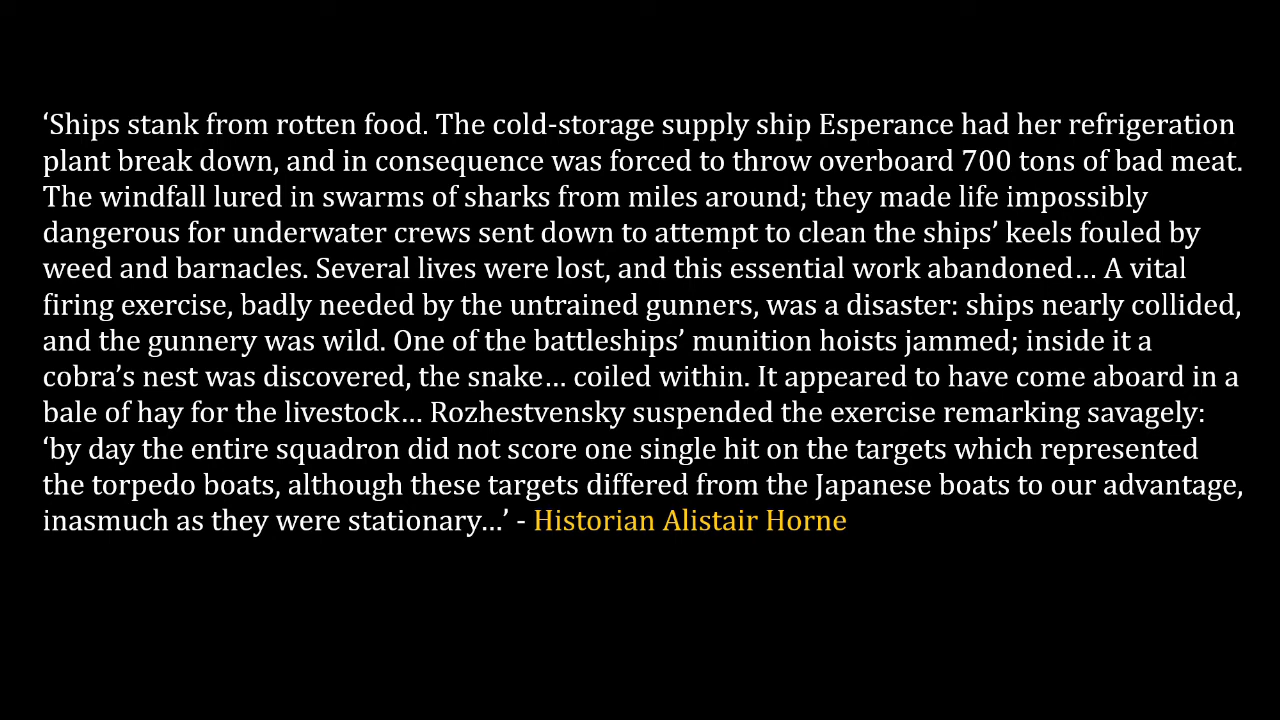 ‘Ships stank from rotten food. The cold-storage supply ship Esperance had her refrigeration
plant break down, and in consequence was forced to throw overboard 700 tons of bad meat.
The windfall lured in swarms of sharks from miles around; they made life impossibly
dangerous for underwater crews sent down to attempt to clean the ships’ keels fouled by
weed and barnacles. Several lives were lost, and this essential work abandoned… A vital
firing exercise, badly needed by the untrained gunners, was a disaster: ships nearly collided,
and the gunnery was wild. One of the battleships’ munition hoists jammed; inside it a
cobra’s nest was discovered, the snake… coiled within. It appeared to have come aboard in a
bale of hay for the livestock… Rozhestvensky suspended the exercise remarking savagely:
‘by day the entire squadron did not score one single hit on the targets which represented
the torpedo boats, although these targets differed from the Japanese boats to our advantage,
inasmuch as they were stationary…’ - Historian Alistair Horne